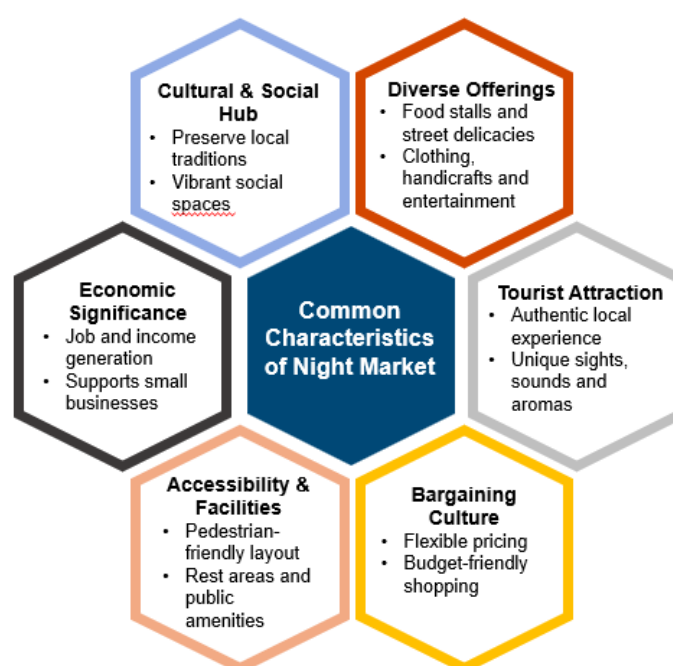 Cultural & Social
Hub
• Preserve local
traditions
• Vibrant social
spaces
Diverse Offerings
• Food stalls and
street delicacies
• Clothing,
handicrafts and
entertainment
Economic
Significance
• Job and income
generation
• Supports small
businesses
Common
Characteristics
of Night Market
Tourist Attraction
• Authentic local
experience
• Unique sights,
sounds and
aromas
Accessibility &
Facilities
• Pedestrian-
friendly layout
• Rest areas and
public
amenities
Bargaining
Culture
• Flexible pricing
• Budget-friendly
shopping